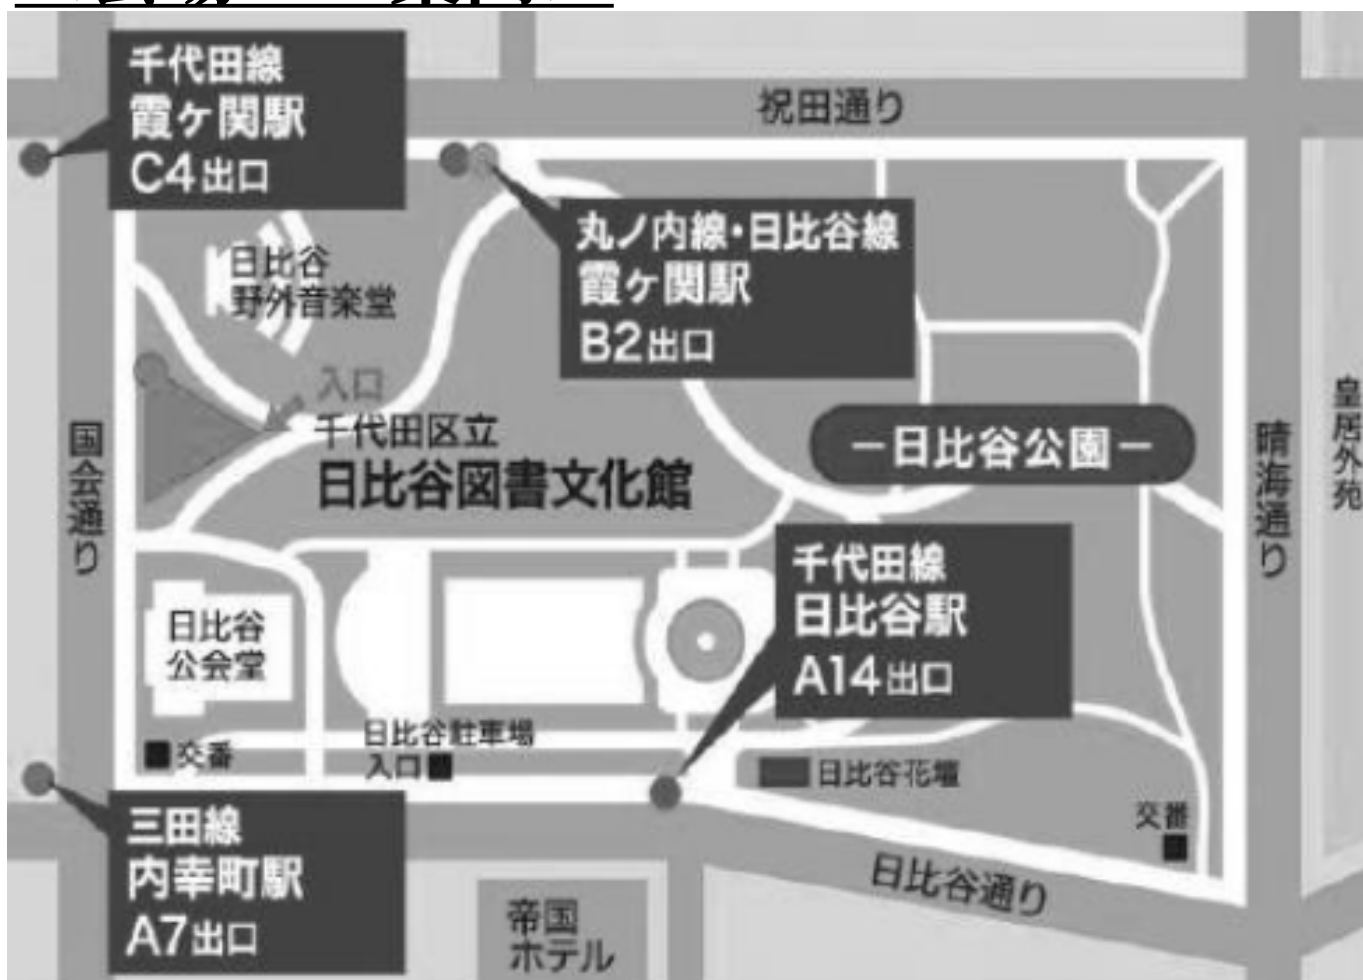 千代田線
霞ヶ関駅
C4出口
祝田通り
丸ノ内線・日比谷線
霞ヶ関駅
B2出口
日比谷
野外音楽堂
入口
千代田区立
日比谷図書文化館
国会通り
−日比谷公園−
晴海通り
皇居外苑
千代田線
日比谷駅
A14出口
日比谷
公会堂
交番
日比谷駐車場
入口
日比谷花壇
交番
三田線
内幸町駅
A7出口
日比谷通り
帝国
ホテル